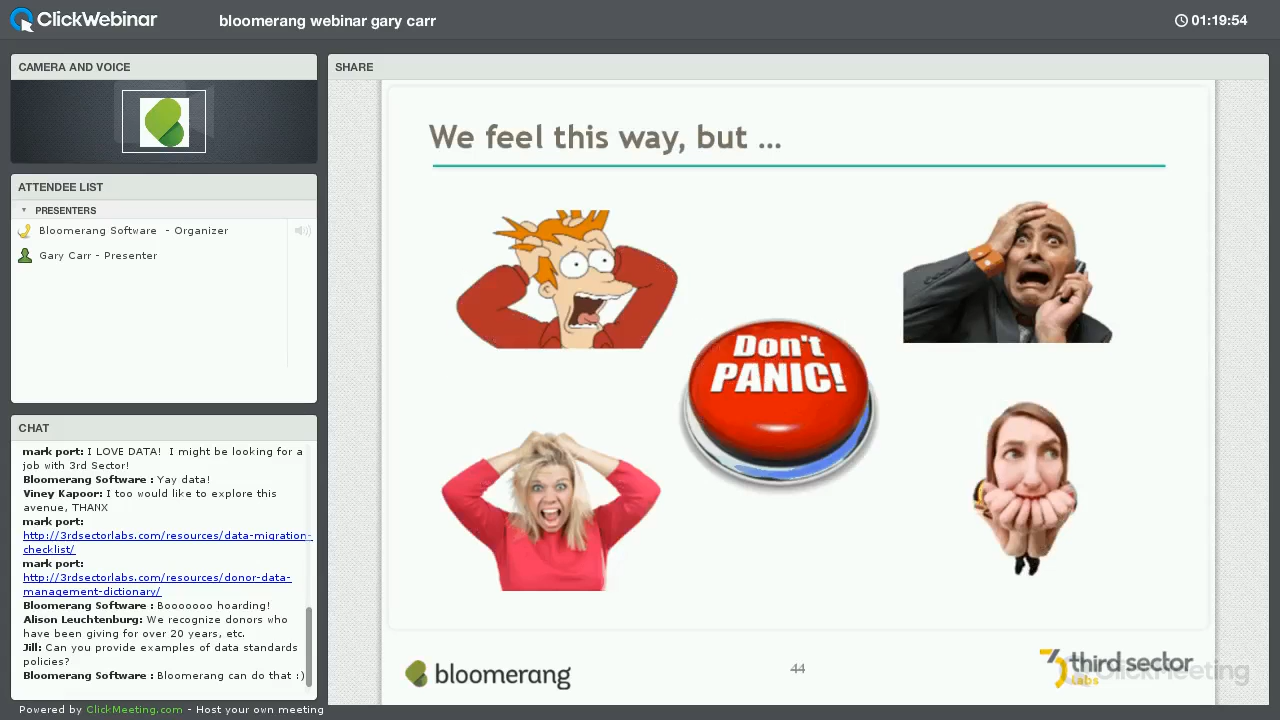 ClickWebinar
bloomerang webinar gary carr
01:19:54
CAMERA AND VOICE
ATTENDEE LIST
PRESENTERS
Bloomerang Software - Organizer
Gary Carr - Presenter
CHAT
mark port: I LOVE DATA! I might be looking for a
job with 3rd Sector!
Bloomerang Software : Yay data!
Viney Kapoor: I too would like to explore this
avenue, THANX
mark port:
http://3rdsectorlabs.com/resources/data-migration-
checklist/
mark port:
http://3rdsectorlabs.com/resources/donor-data-
management-dictionary/
Bloomerang Software : Booooooo hoarding!
Alison Leuchtenburg: We recognize donors who
have been giving for over 20 years, etc.
Jill: Can you provide examples of data standards
policies?
Bloomerang Software : Bloomerang can do that :)
Powered by ClickMeeting.com - Host your own meeting
SHARE
We feel this way, but ...
Don't
PANIC!
bloomerang
44
third sector
Labs
ClickMeeting